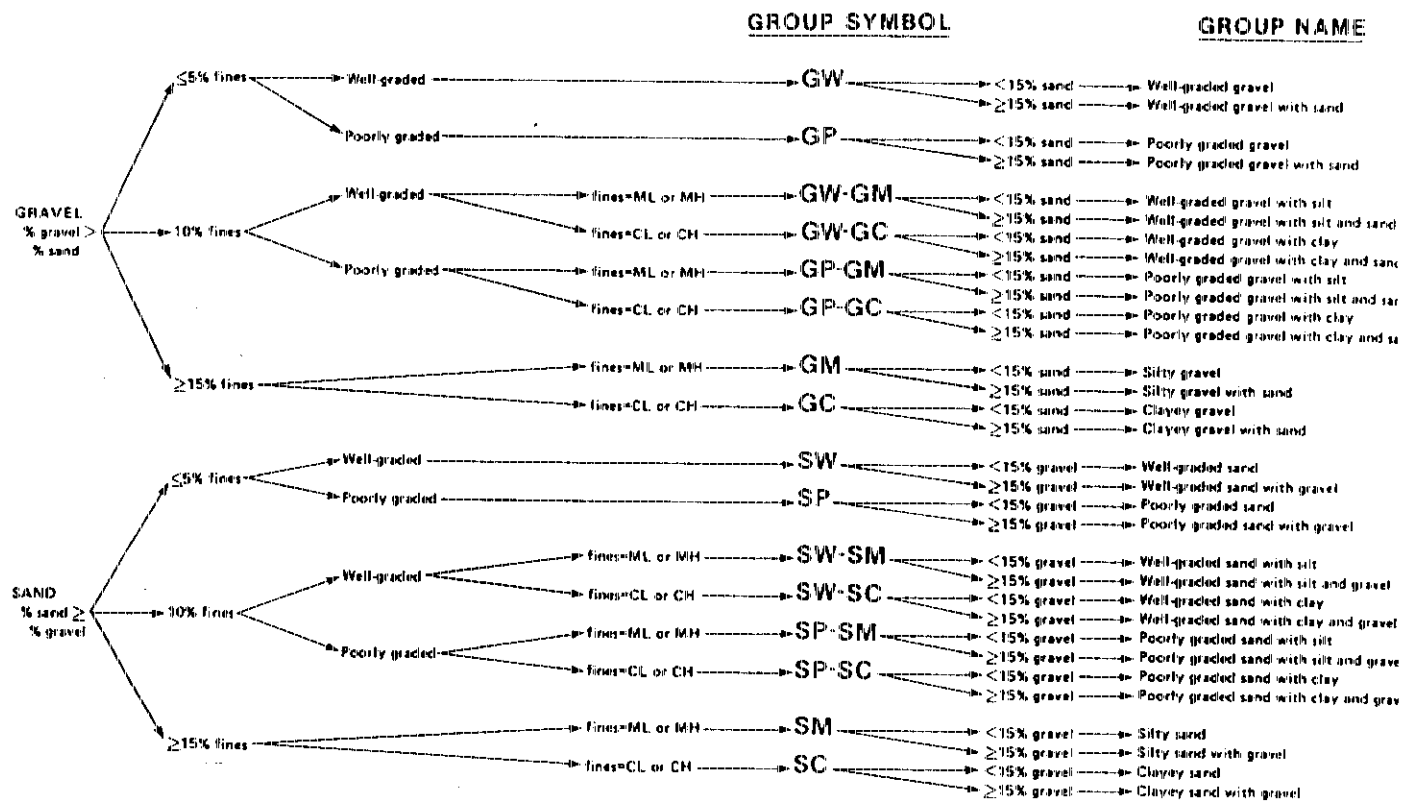 GROUP SYMBOL GROUP NAME
≤5% fines Well-graded GW <15% sand Well-graded gravel
≥15% sand Well-graded gravel with sand
Poorly graded GP <15% sand Poorly graded gravel
≥15% sand Poorly graded gravel with sand
GRAVEL
% gravel >
% sand
10% fines Well-graded fines=ML or MH GW-GM <15% sand Well-graded gravel with silt
≥15% sand Well-graded gravel with silt and sand
fines=CL or CH GW-GC <15% sand Well-graded gravel with clay
≥15% sand Well-graded gravel with clay and sand
Poorly graded fines=ML or MH GP-GM <15% sand Poorly graded gravel with silt
≥15% sand Poorly graded gravel with silt and
fines=CL or CH GP-GC <15% sand Poorly graded gravel with clay
≥15% sand Poorly graded gravel with clay and
≥15% fines fines=ML or MH GM <15% sand Silty gravel
≥15% sand Silty gravel with sand
fines=CL or CH GC <15% sand Clayey gravel
≥15% sand Clayey gravel with sand
≤5% fines Well-graded SW <15% gravel Well-graded sand
≥15% gravel Well-graded sand with gravel
Poorly graded SP <15% gravel Poorly graded sand
≥15% gravel Poorly graded sand with gravel
SAND
% sand ≥
% gravel
10% fines Well-graded fines=ML or MH SW-SM <15% gravel Well-graded sand with silt
≥15% gravel Well-graded sand with silt and gravel
fines=CL or CH SW-SC <15% gravel Well-graded sand with clay
≥15% gravel Well-graded sand with clay and gravel
Poorly graded fines=ML or MH SP-SM <15% gravel Poorly graded sand with silt
≥15% gravel Poorly graded sand with silt and grave
fines=CL or CH SP-SC <15% gravel Poorly graded sand with clay
≥15% gravel Poorly graded sand with clay and grav
≥15% fines fines=ML or MH SM <15% gravel Silty sand
≥15% gravel Silty sand with gravel
fines=CL or CH SC <15% gravel Clayey sand
≥15% gravel Clayey sand with gravel